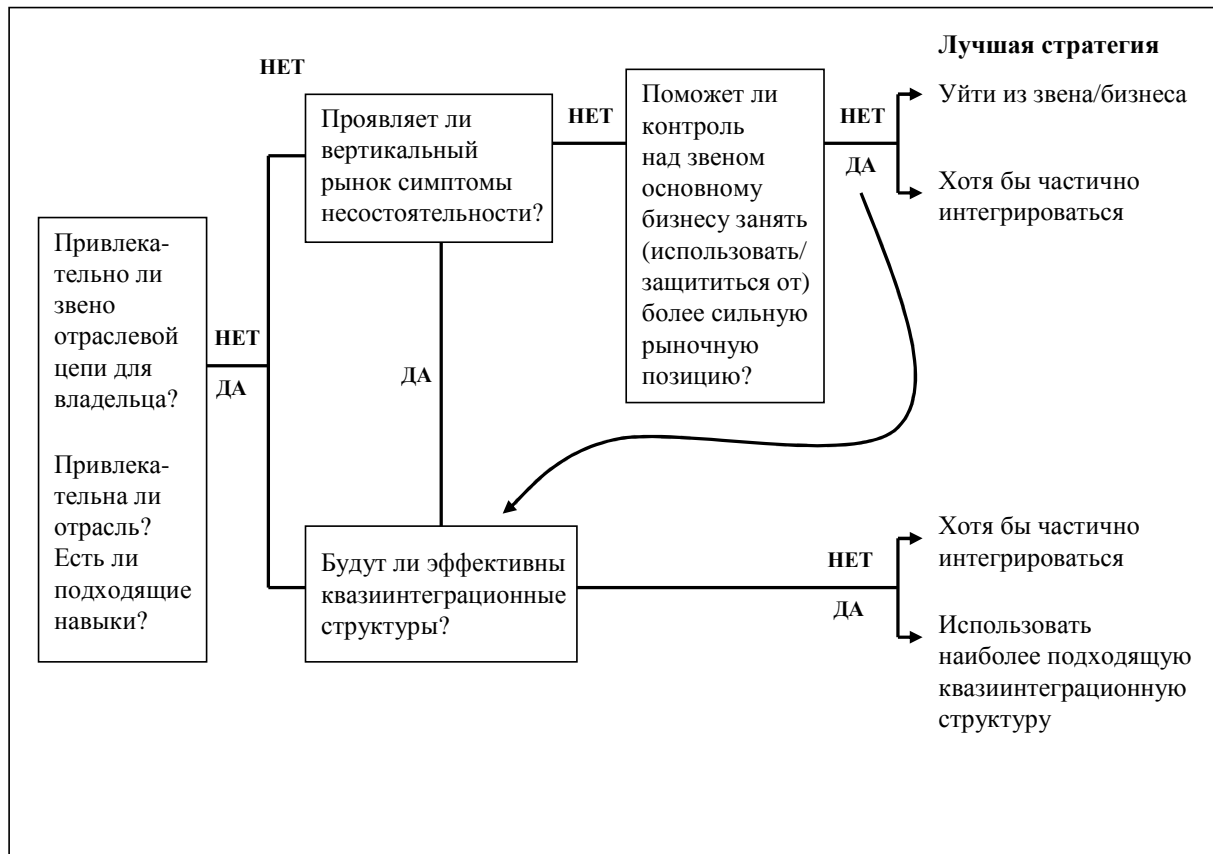 Лучшая стратегия
НЕТ
Проявляет ли
вертикальный
рынок симптомы
несостоятельности?
НЕТ
Поможет ли
контроль
над звеном
основному
бизнесу занять
(использовать/
защититься от)
более сильную
рыночную
позицию?
НЕТ
ДА
Уйти из звена/бизнеса
Хотя бы частично
интегрироваться
Привлека-
тельно ли
звено
отраслевой
цепи для
владельца?
Привлека-
тельна ли
отрасль?
Есть ли
подходящие
навыки?
НЕТ
ДА
ДА
Будут ли эффективны
квазиинтеграционные
структуры?
НЕТ
ДА
Хотя бы частично
интегрироваться
Использовать
наиболее подходящую
квазиинтеграционную
структуру